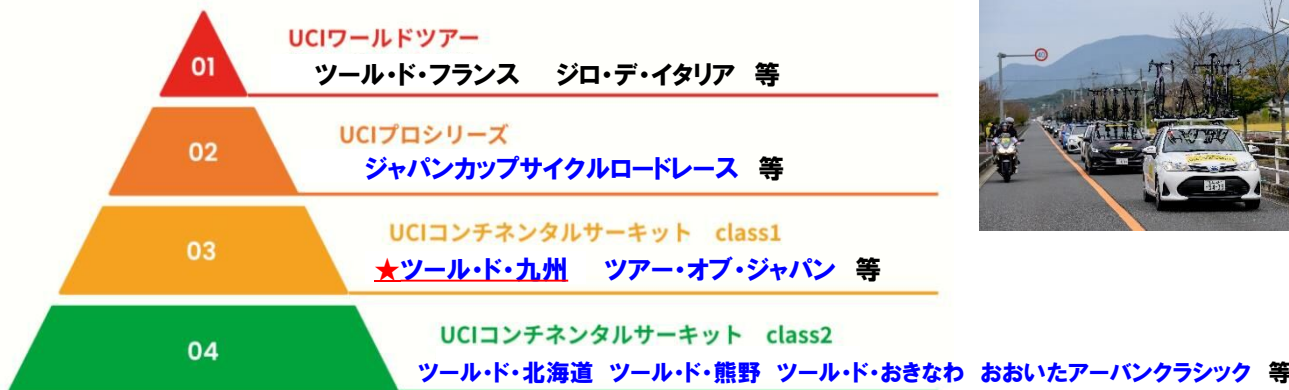 01
UCIワールドツアー
ツール・ド・フランス ジロ・デ・イタリア 等
02
UCIプロシリーズ
ジャパンカップサイクルロードレース 等
03
UCIコンチネンタルサーキット class1
★ツール・ド・九州 ツアー・オブ・ジャパン 等
04
UCIコンチネンタルサーキット class2
ツール・ド・北海道 ツール・ド・熊野 ツール・ド・おきなわ おおいたアーバンクラシック 等